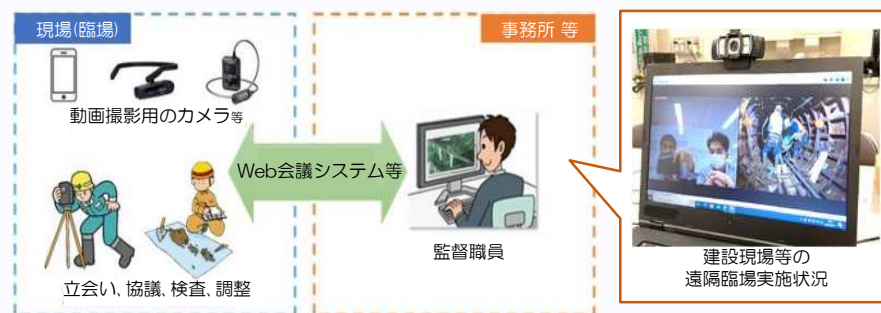 現場(臨場)
動画撮影用のカメラ等
立会い、協議、検査、調整
Web会議システム等
事務所 等
監督職員
建設現場等の
遠隔臨場実施状況